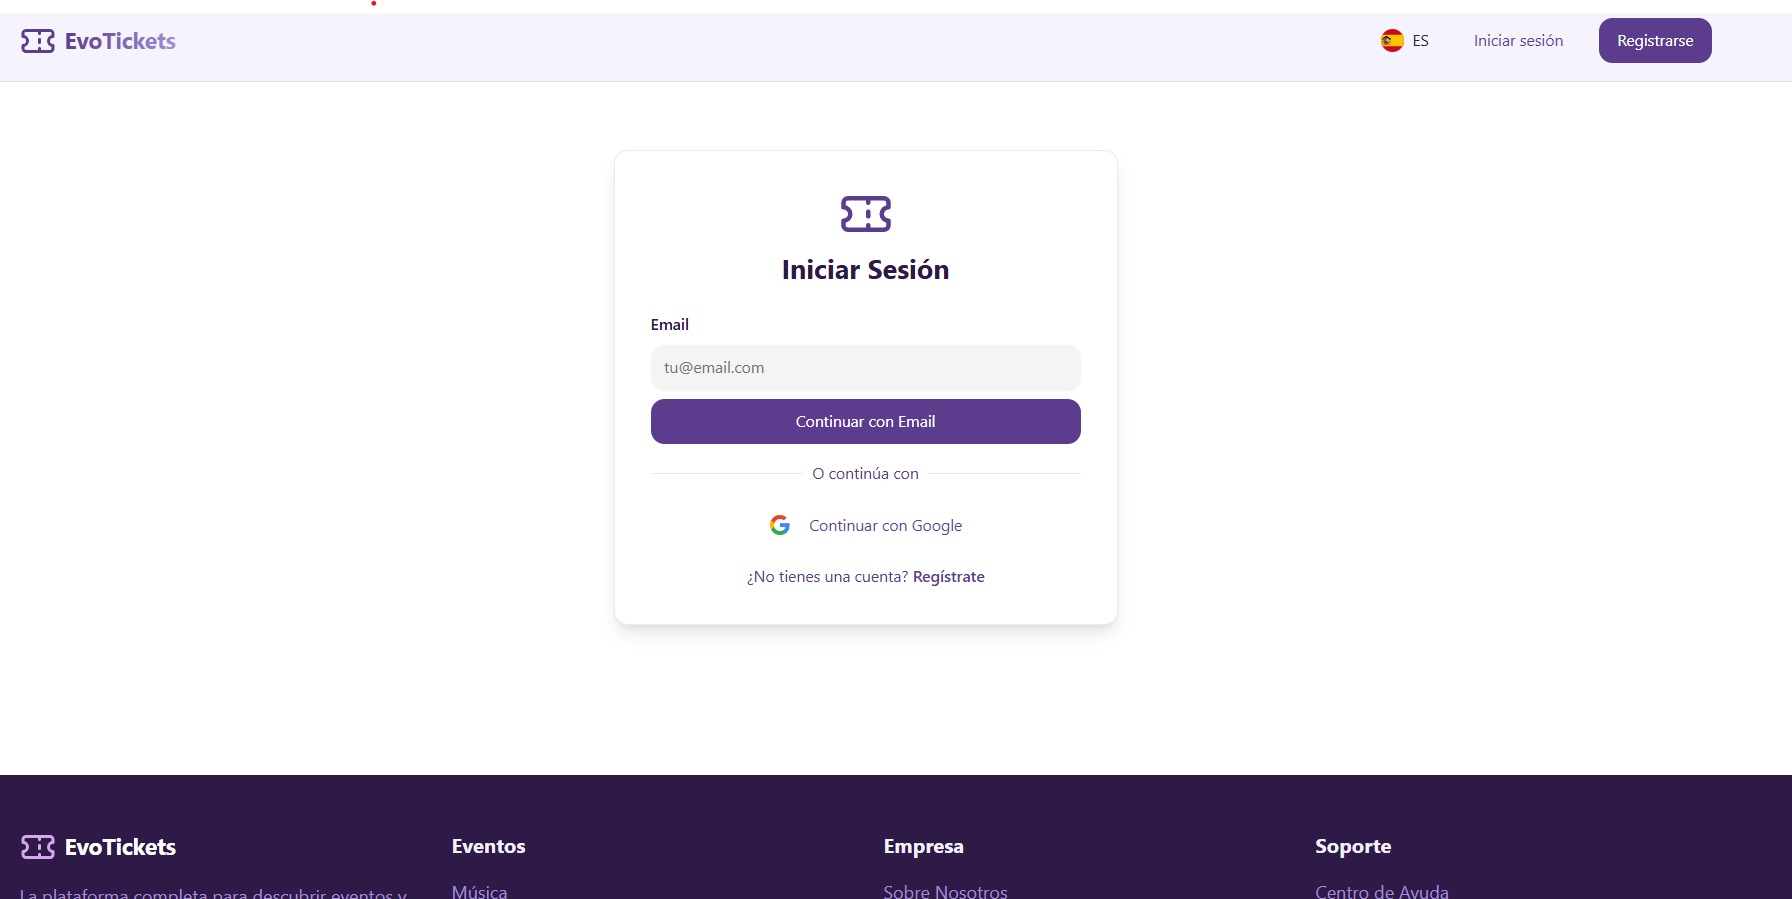 EvoTickets
ES
Iniciar sesión
Registrarse
Iniciar Sesión
Email
tu@email.com
Continuar con Email
O continúa con
Continuar con Google
¿No tienes una cuenta? Regístrate
EvoTickets
La plataforma completa para descubrir eventos y
Eventos
Música
Empresa
Sobre Nosotros
Soporte
Centro de Ayuda